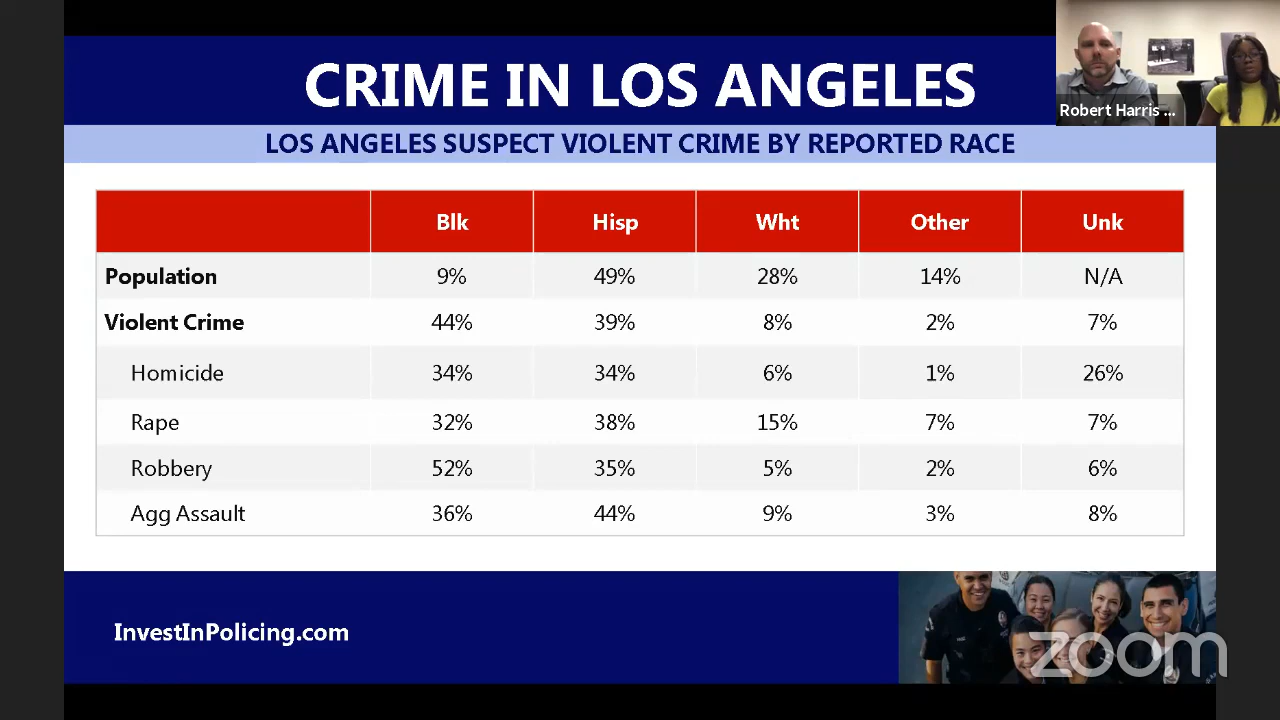 CRIME IN LOS ANGELES
Robert Harris ...
LOS ANGELES SUSPECT VIOLENT CRIME BY REPORTED RACE
Blk Hisp Wht Other Unk
Population 9% 49% 28% 14% N/A
Violent Crime 44% 39% 8% 2% 7%
Homicide 34% 34% 6% 1% 26%
Rape 32% 38% 15% 7% 7%
Robbery 52% 35% 5% 2% 6%
Agg Assault 36% 44% 9% 3% 8%
InvestInPolicing.com
zoom